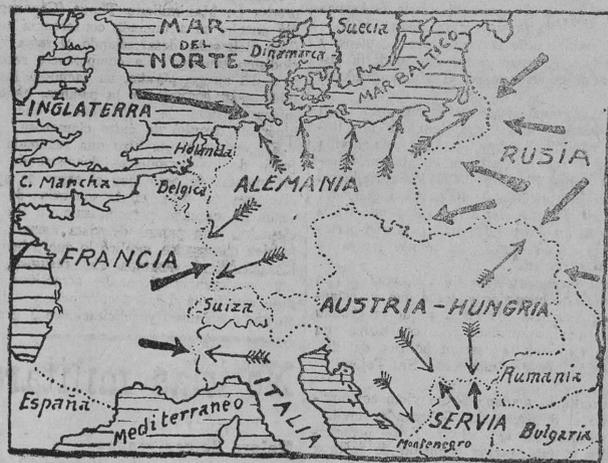 MAR
DEL
NORTE
Suecia
Dinamarca
MAR BALTICO
INGLATERRA
RUSIA
Holanda
C. Mancha
Belgica
ALEMANIA
FRANCIA
Suiza
AUSTRIA-HUNGRIA
España
Mediterraneo
ITALIA
Rumania
SERVIA
Montenegro
Bulgaria